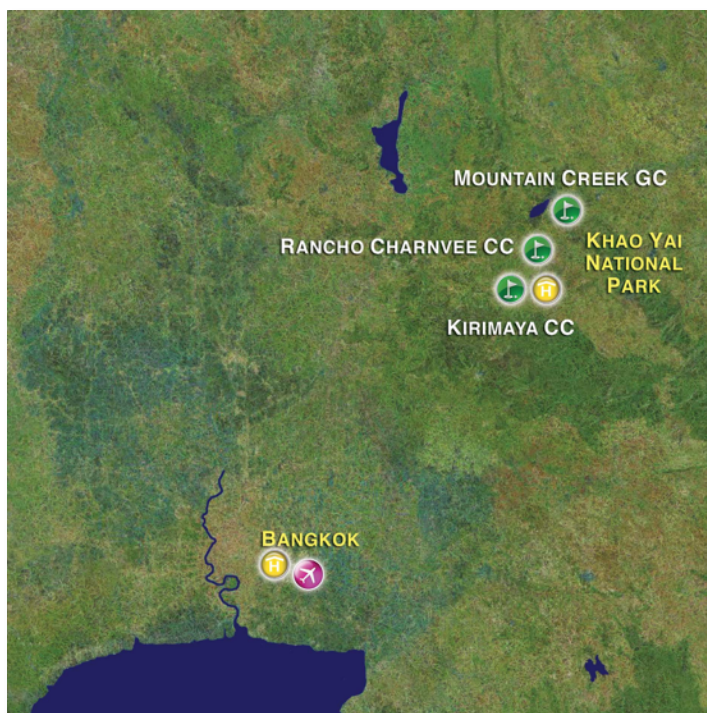 MOUNTAIN CREEK GC
RANCHO CHARNVEE CC
KHAO YAI
NATIONAL
PARK
H
KIRIMAYA CC
BANGKOK
H